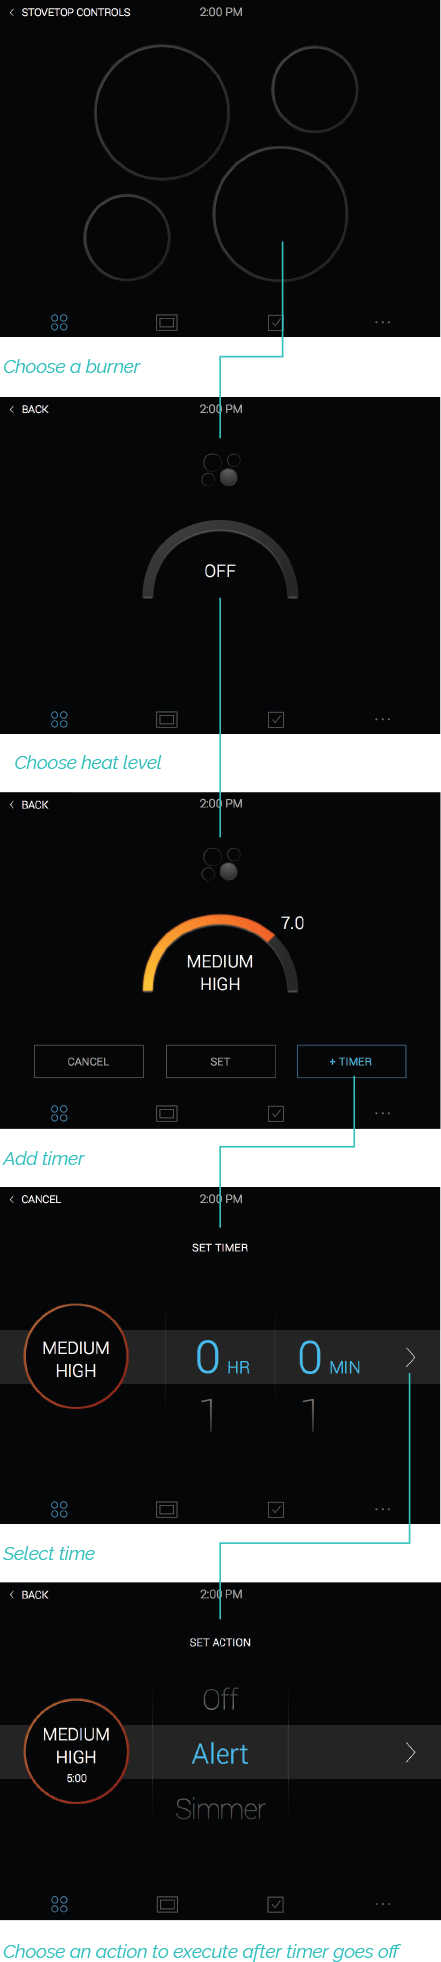 < STOVETOP CONTROLS 2:00 PM
Choose a burner
< BACK 2:00 PM
OFF
Choose heat level
< BACK 2:00 PM
7.0
MEDIUM
HIGH
CANCEL SET + TIMER
Add timer
< CANCEL 2:00 PM
SET TIMER
MEDIUM
HIGH
0 HR 0 MIN
1 1
Select time
< BACK 2:00 PM
SET ACTION
Off
MEDIUM
HIGH
5:00
Alert
Simmer
Choose an action to execute after timer goes off